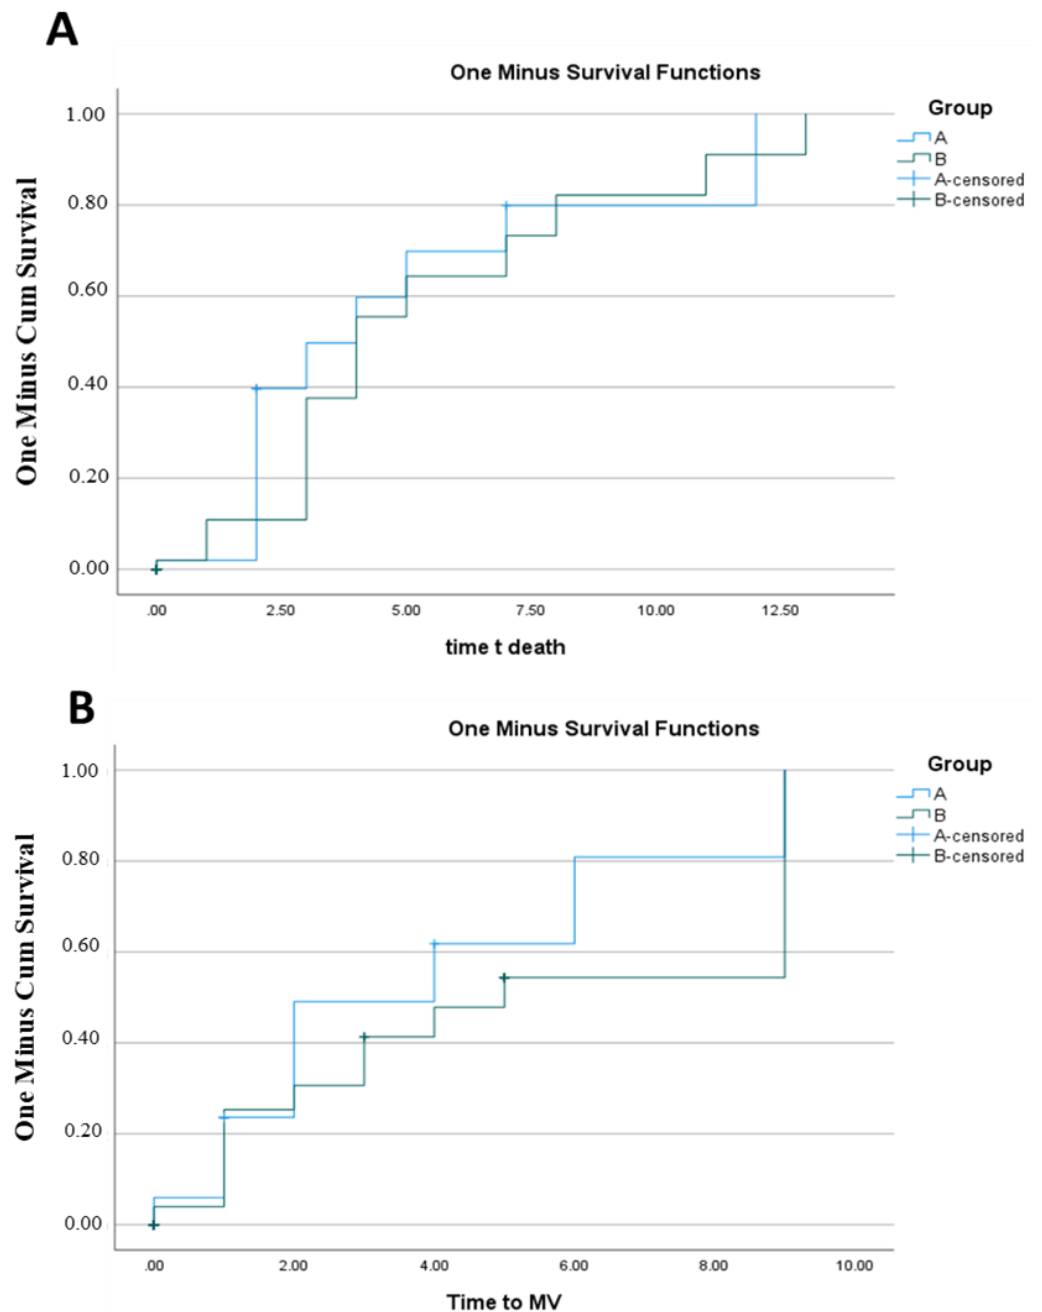 A
One Minus Survival Functions
One Minus Cum Survival
1.00
0.80
0.60
0.40
0.20
0.00
.00 2.50 5.00 7.50 10.00 12.50
time t death
Group
A
B
A-censored
B-censored
B
One Minus Survival Functions
One Minus Cum Survival
1.00
0.80
0.60
0.40
0.20
0.00
.00 2.00 4.00 6.00 8.00 10.00
Time to MV
Group
A
B
A-censored
B-censored